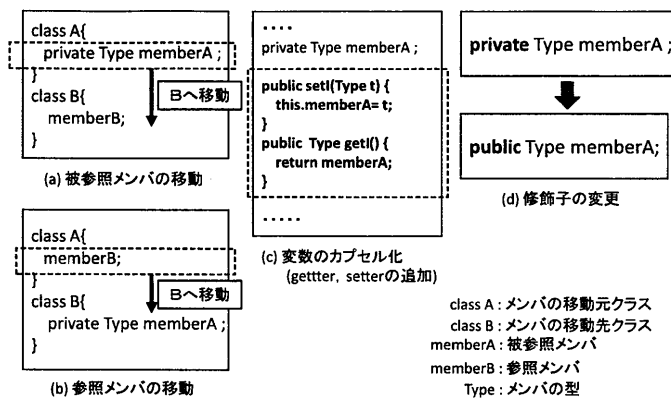 class A{
private Type memberA ;
}
class B{
memberB;
}
Bへ移動
(a) 被参照メンバの移動
class A{
memberB;
}
class B{
private Type memberA ;
}
Bへ移動
(b) 参照メンバの移動
....
private Type memberA ;
public setI(Type t) {
this.memberA= t;
}
public Type getI() {
return memberA;
}
.....
(c) 変数のカプセル化
(gettter, setterの追加)
private Type memberA ;
public Type memberA;
(d) 修飾子の変更
class A : メンバの移動元クラス
class B : メンバの移動先クラス
memberA : 被参照メンバ
memberB : 参照メンバ
Type : メンバの型